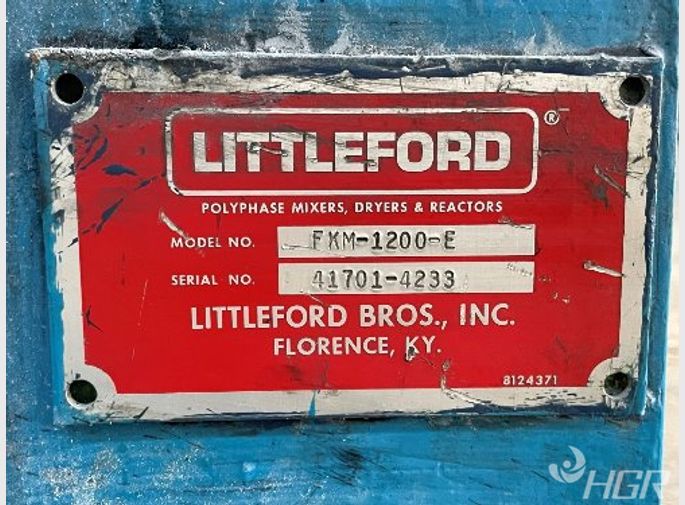 LITTLEFORD®
POLYPHASE MIXERS, DRYERS & REACTORS
MODEL NO. FKM-1200-E
SERIAL NO. 41701-4233
LITTLEFORD BROS., INC.
FLORENCE, KY.
8124371
HGR